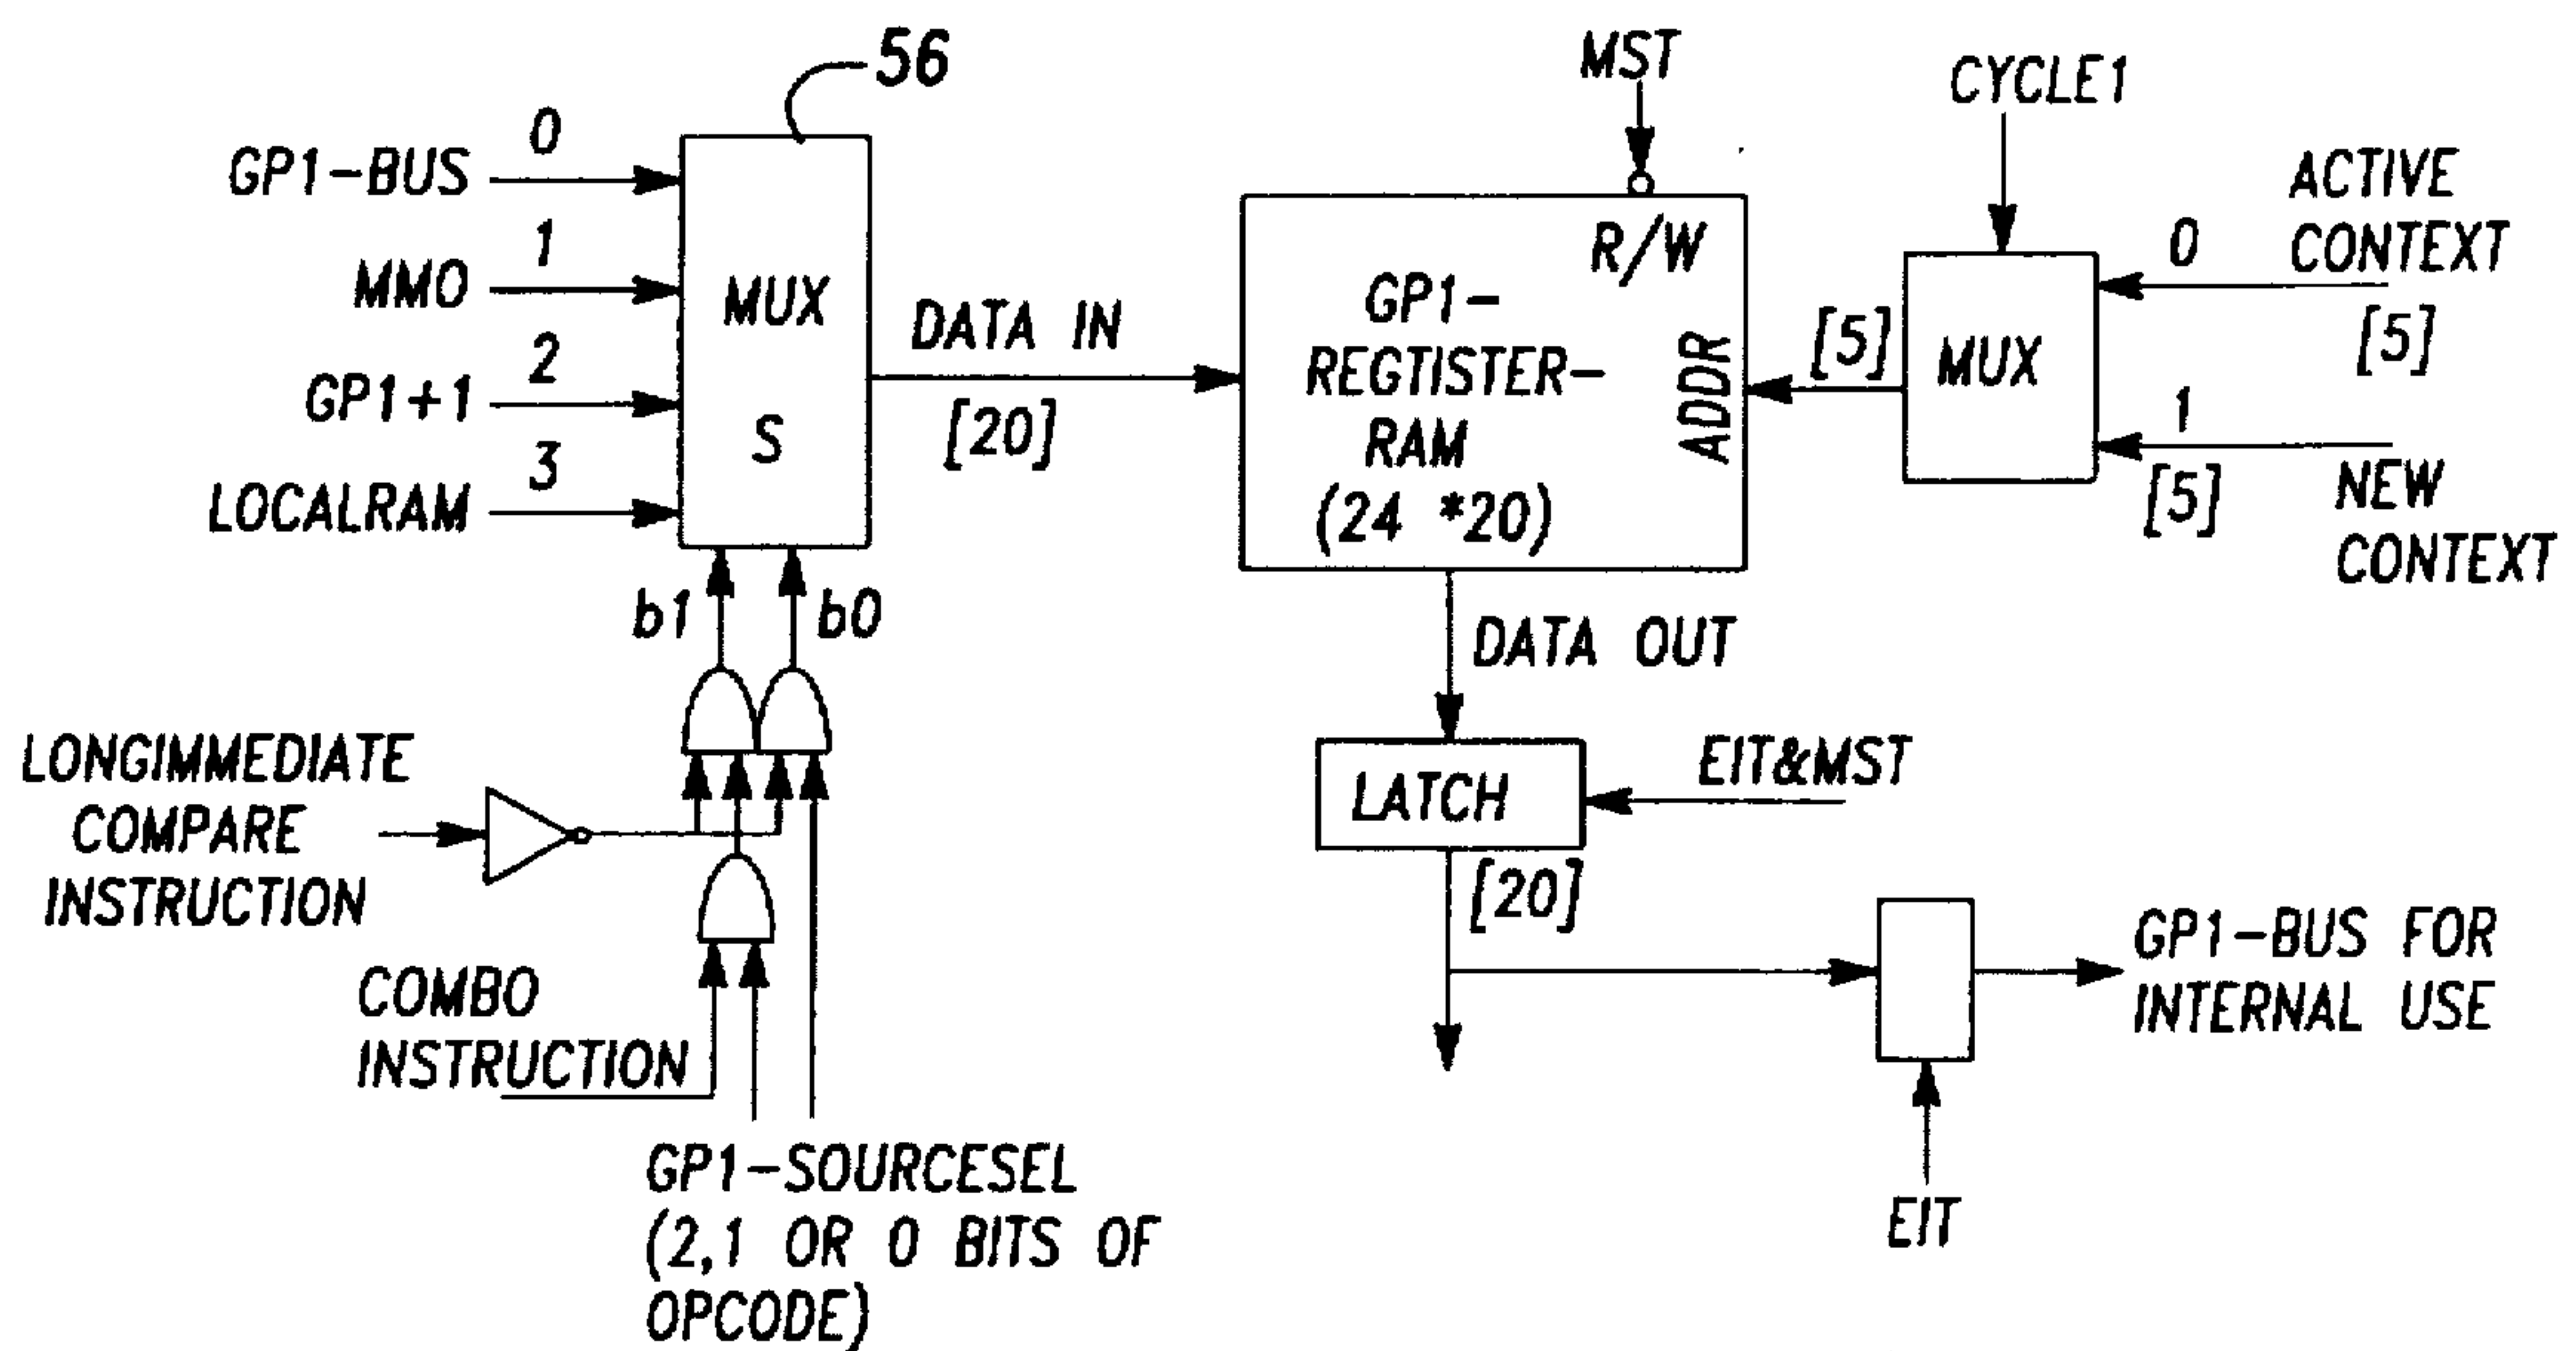 56
GP1-BUS
0
MMO
1
GP1+1
2
LOCALRAM
3
MUX
S
b1
b0
DATA IN
[20]
MST
R/W
GP1-
REGTISTER-
RAM
(24 *20)
ADDR
[5]
CYCLE1
MUX
0
ACTIVE
CONTEXT
[5]
1
[5]
NEW
CONTEXT
DATA OUT
LATCH
EIT&MST
[20]
GP1-BUS FOR
INTERNAL USE
EIT
LONGIMMEDIATE
COMPARE
INSTRUCTION
COMBO
INSTRUCTION
GP1-SOURCESEL
(2,1 OR 0 BITS OF
OPCODE)